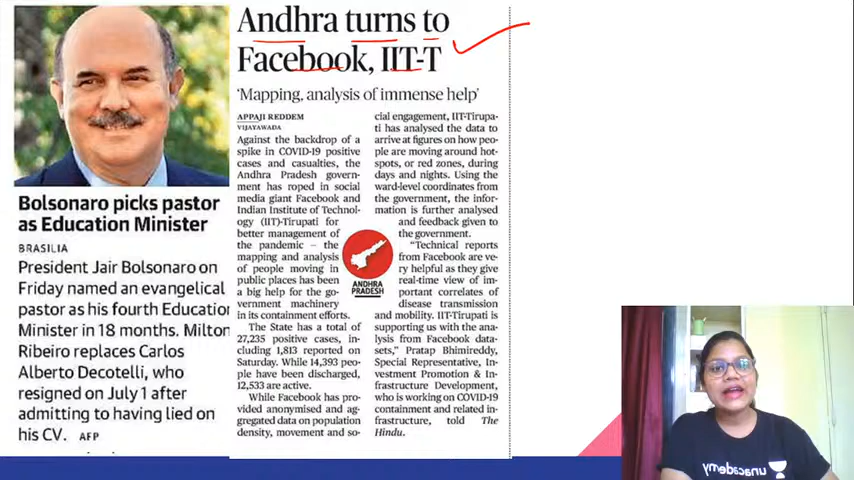 Bolsonaro picks pastor
as Education Minister
BRASILIA
President Jair Bolsonaro on
Friday named an evangelical
pastor as his fourth Education
Minister in 18 months. Milton
Ribeiro replaces Carlos
Alberto Decotelli, who
resigned on July 1 after
admitting to having lied on
his CV. AFP
Andhra turns to
Facebook, IIT-T
‘Mapping, analysis of immense help’
APPAJI REDDEM
VIJAYAWADA
Against the backdrop of a
spike in COVID-19 positive
cases and casualties, the
Andhra Pradesh govern-
ment has roped in social
media giant Facebook and
Indian Institute of Technol-
ogy (IIT)-Tirupati for
better management of
the pandemic – the
mapping and analysis
of people moving in
public places has been
a big help for the go-
vernment machinery
in its containment efforts.
The State has a total of
27,235 positive cases, in-
cluding 1,813 reported on
Saturday. While 14,393 peo-
ple have been discharged,
12,533 are active.
While Facebook has pro-
vided anonymised and ag-
gregated data on population
density, movement and so-
cial engagement, IIT-Tirupa-
ti has analysed the data to
arrive at figures on how peo-
ple are moving around hot-
spots, or red zones, during
days and nights. Using the
ward-level coordinates from
the government, the infor-
mation is further analysed
and feedback given to
the government.
“Technical reports
from Facebook are ve-
ry helpful as they give
real-time view of im-
portant correlates of
disease transmission
and mobility. IIT-Tirupati is
supporting us with the ana-
lysis from Facebook data-
sets,” Pratap Bhimireddy,
Special Representative, In-
vestment Promotion & In-
frastructure Development,
who is working on COVID-19
containment and related in-
frastructure, told The
Hindu.
ANDHRA
PRADESH
unacademy